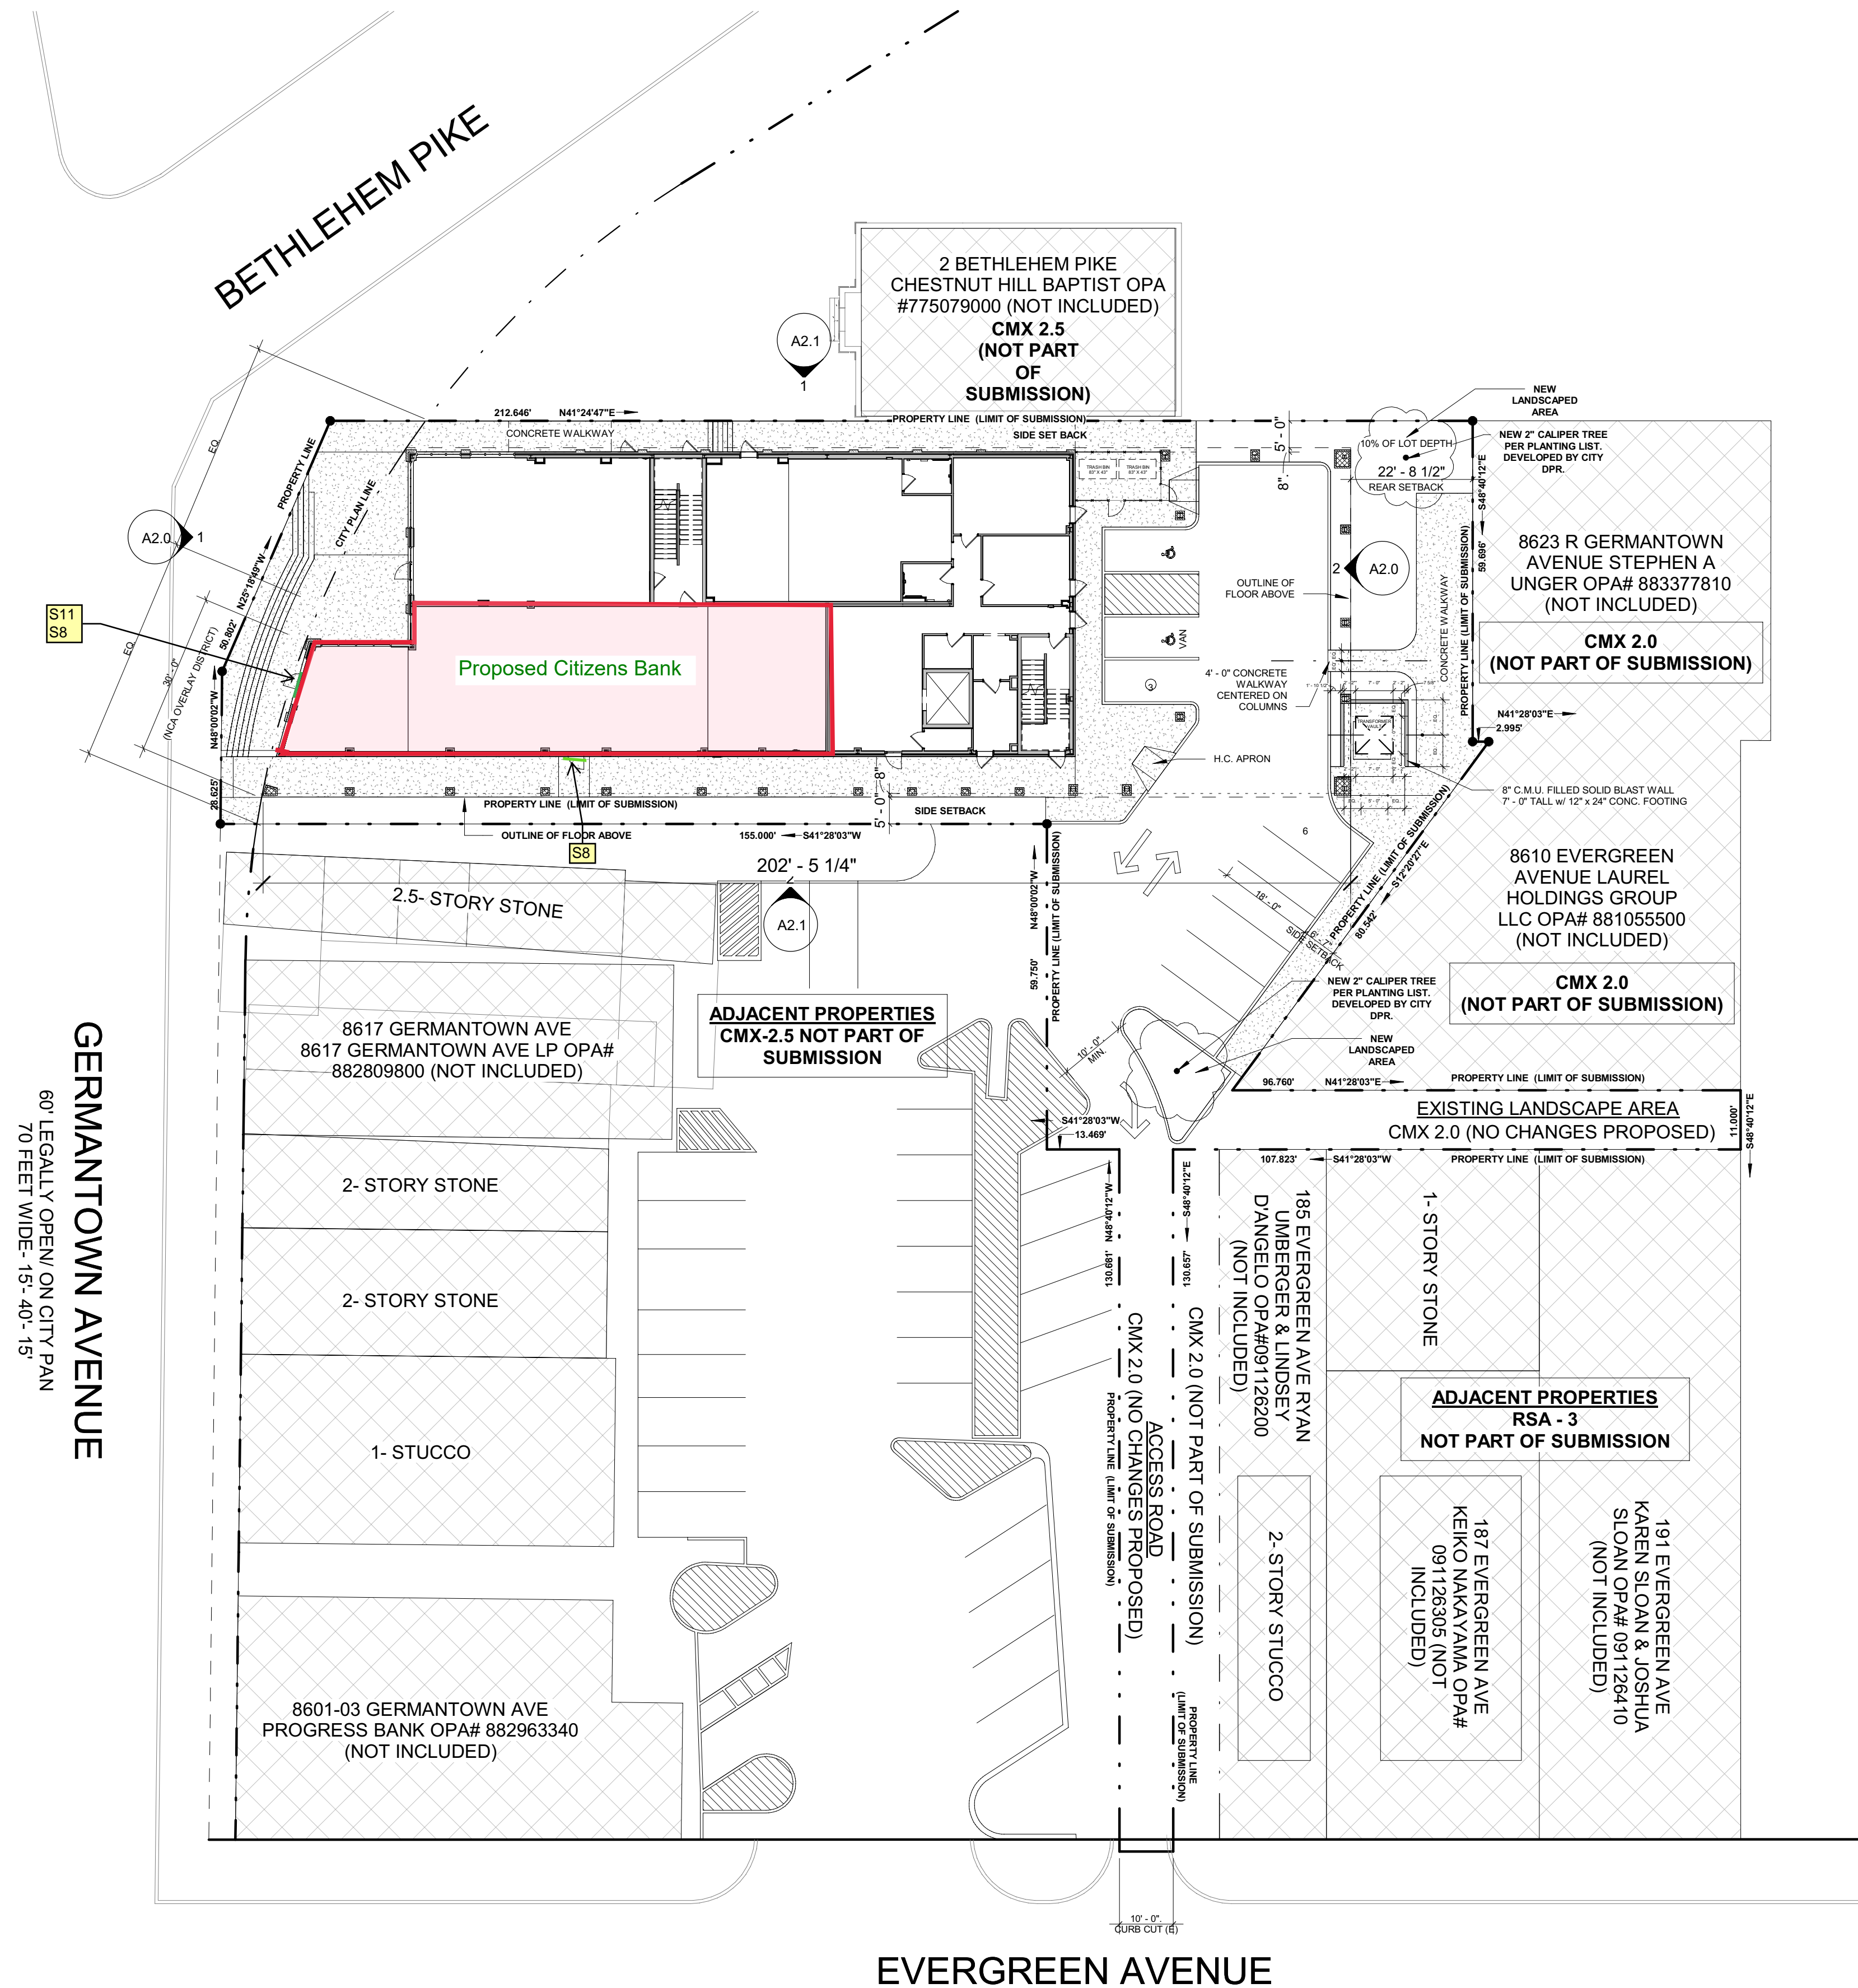 BETHLEHEM PIKE
2 BETHLEHEM PIKE
CHESTNUT HILL BAPTIST OPA
#775079000 (NOT INCLUDED)
CMX 2.5
(NOT PART
OF
SUBMISSION)
A2.1
1
NEW
LANDSCAPED
AREA
212.646' N41°24'47"E
PROPERTY LINE (LIMIT OF SUBMISSION)
CONCRETE WALKWAY
SIDE SET BACK
5' - 0"
8"
10% OF LOT DEPTH
22' - 8 1/2"
REAR SETBACK
NEW 2" CALIPER TREE
PER PLANTING LIST.
DEVELOPED BY CITY
DPR.
EQ.
PROPERTY LINE
CITY PLAN LINE
TRASH BIN
83" X 43"
TRASH BIN
83" X 43"
S48°40'12"E
59.696'
PROPERTY LINE (LIMIT OF SUBMISSION)
A2.0
1
N25°18'49"W
50.802'
EQ.
30' - 0"
(NCA OVERLAY DISTRICT)
S11
S8
N48°00'02"W
28.625'
Proposed Citizens Bank
OUTLINE OF
FLOOR ABOVE
2
A2.0
CONCRETE WALKWAY
VAN
3
4' - 0" CONCRETE
WALKWAY
CENTERED ON
COLUMNS
TRANSFORMER
VAULT
H.C. APRON
8623 R GERMANTOWN
AVENUE STEPHEN A
UNGER OPA# 883377810
(NOT INCLUDED)
CMX 2.0
(NOT PART OF SUBMISSION)
N41°28'03"E
2.995'
8" C.M.U. FILLED SOLID BLAST WALL
7' - 0" TALL w/ 12" x 24" CONC. FOOTING
PROPERTY LINE (LIMIT OF SUBMISSION)
5' - 0"
8"
SIDE SETBACK
OUTLINE OF FLOOR ABOVE
155.000' S41°28'03"W
S8
6
202' - 5 1/4"
2
A2.1
2.5- STORY STONE
N48°00'02"W
59.750'
PROPERTY LINE (LIMIT OF SUBMISSION)
18' - 0"
6' - 7"
SIDE SETBACK
PROPERTY LINE (LIMIT OF SUBMISSION)
S12°20'27"E
80.542'
8610 EVERGREEN
AVENUE LAUREL
HOLDINGS GROUP
LLC OPA# 881055500
(NOT INCLUDED)
CMX 2.0
(NOT PART OF SUBMISSION)
NEW 2" CALIPER TREE
PER PLANTING LIST.
DEVELOPED BY CITY
DPR.
NEW
LANDSCAPED
AREA
ADJACENT PROPERTIES
CMX-2.5 NOT PART OF
SUBMISSION
8617 GERMANTOWN AVE
8617 GERMANTOWN AVE LP OPA#
882809800 (NOT INCLUDED)
10' - 0"
MIN.
S41°28'03"W
13.469'
96.760' N41°28'03"E
PROPERTY LINE (LIMIT OF SUBMISSION)
EXISTING LANDSCAPE AREA
CMX 2.0 (NO CHANGES PROPOSED)
11.000'
S48°40'12"E
107.823' S41°28'03"W
PROPERTY LINE (LIMIT OF SUBMISSION)
GERMANTOWN AVENUE
60' LEGALLY OPEN/ ON CITY PAN
70 FEET WIDE- 15'- 40'- 15'
2- STORY STONE
2- STORY STONE
1- STUCCO
8601-03 GERMANTOWN AVE
PROGRESS BANK OPA# 882963340
(NOT INCLUDED)
130.681' N48°40'12"W
S48°40'12"E 130.657'
PROPERTY LINE (LIMIT OF SUBMISSION)
CMX 2.0 (NO CHANGES PROPOSED)
ACCESS ROAD
CMX 2.0 (NOT PART OF SUBMISSION)
PROPERTY LINE
(LIMIT OF SUBMISSION)
185 EVERGREEN AVE RYAN
UMBERGER & LINDSEY
D'ANGELO OPA#091126200
(NOT INCLUDED)
1- STORY STONE
ADJACENT PROPERTIES
RSA - 3
NOT PART OF SUBMISSION
2- STORY STUCCO
187 EVERGREEN AVE
KEIKO NAKAYAMA OPA#
091126305 (NOT
INCLUDED)
191 EVERGREEN AVE
KAREN SLOAN & JOSHUA
SLOAN OPA# 091126410
(NOT INCLUDED)
10' - 0"
CURB CUT (E)
EVERGREEN AVENUE